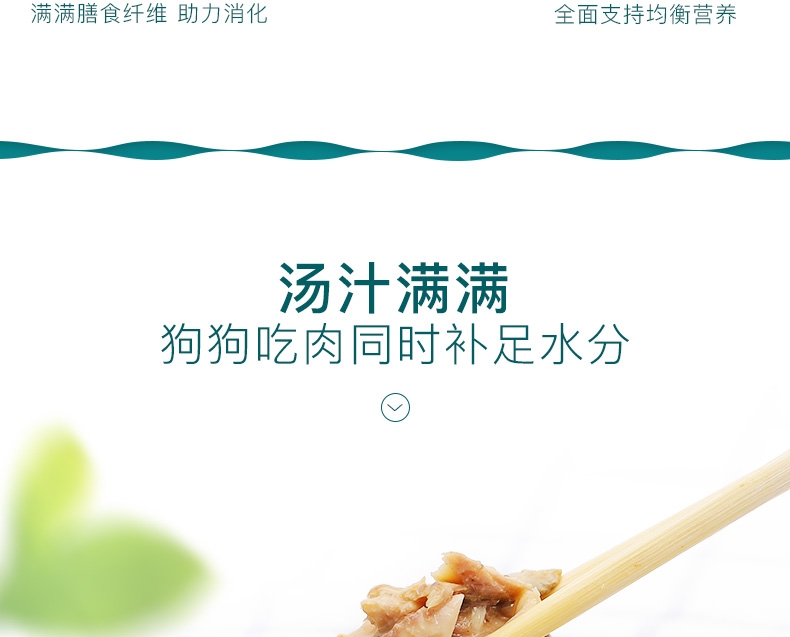 满满膳食纤维 助力消化
全面支持均衡营养
汤汁满满
狗狗吃肉同时补足水分